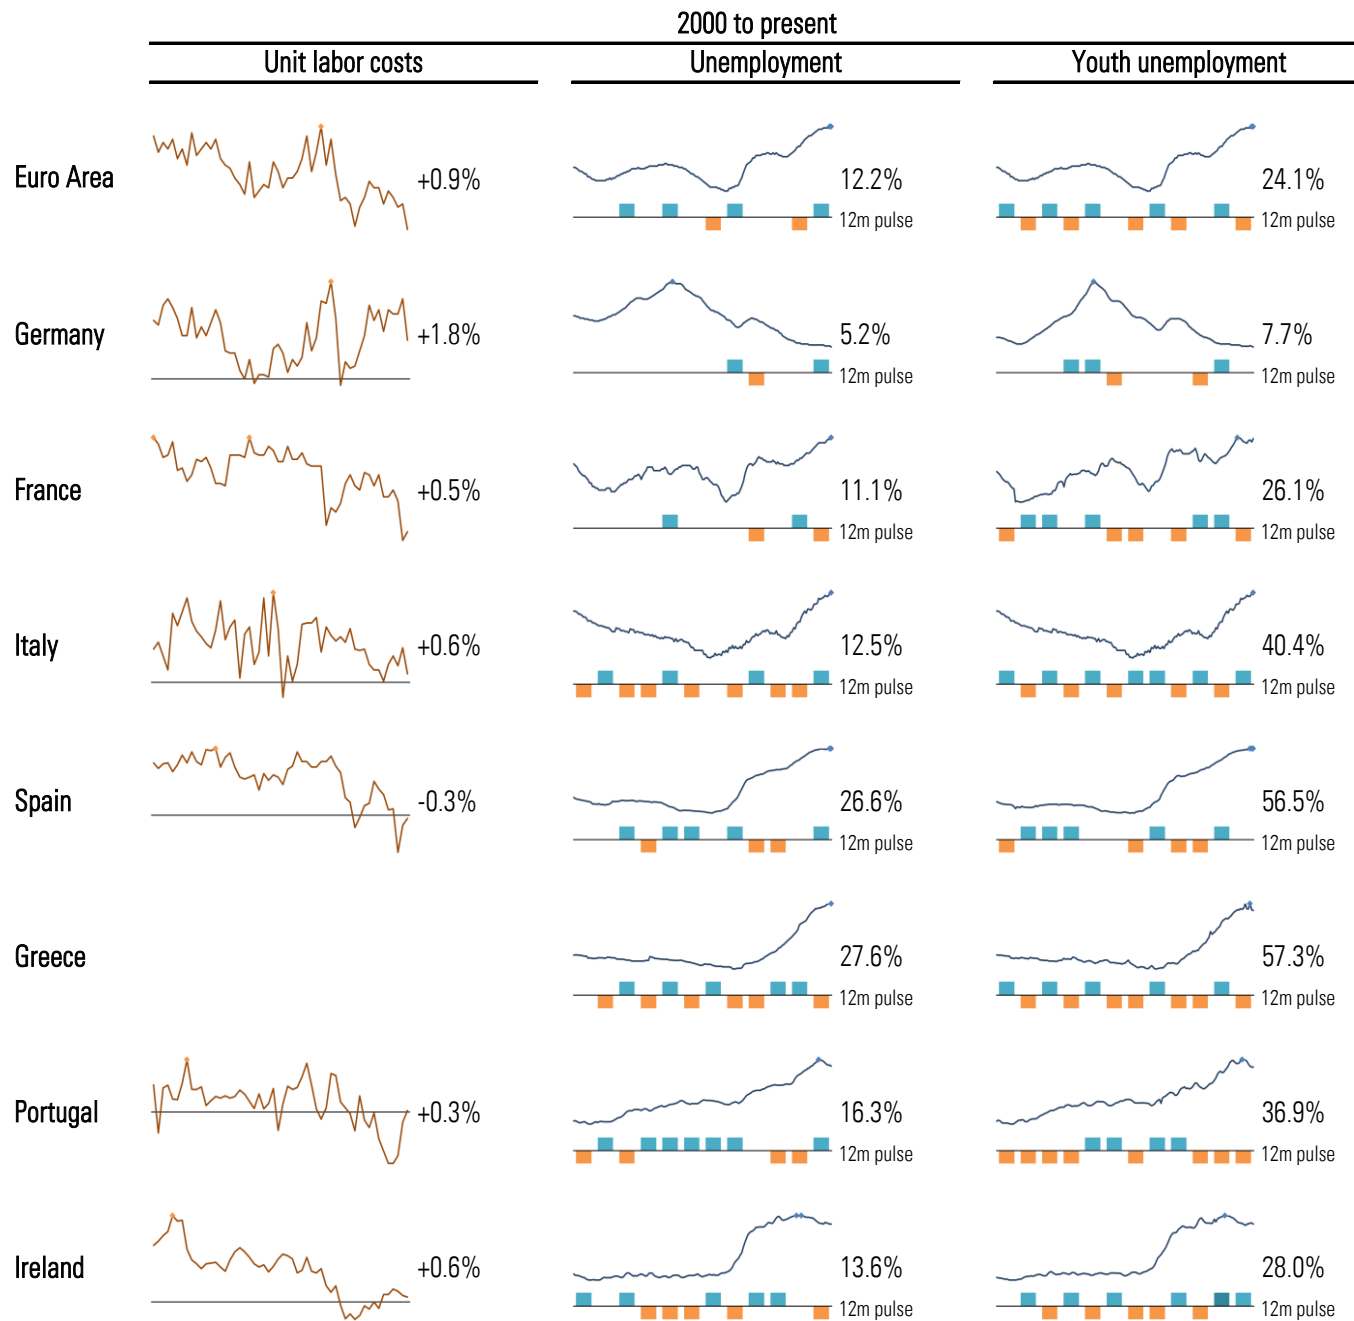 2000 to present
Unit labor costs Unemployment Youth unemployment
Euro Area +0.9% 12.2% 24.1%
12m pulse 12m pulse
Germany +1.8% 5.2% 7.7%
12m pulse 12m pulse
France +0.5% 11.1% 26.1%
12m pulse 12m pulse
Italy +0.6% 12.5% 40.4%
12m pulse 12m pulse
Spain -0.3% 26.6% 56.5%
12m pulse 12m pulse
Greece 27.6% 57.3%
12m pulse 12m pulse
Portugal +0.3% 16.3% 36.9%
12m pulse 12m pulse
Ireland +0.6% 13.6% 28.0%
12m pulse 12m pulse